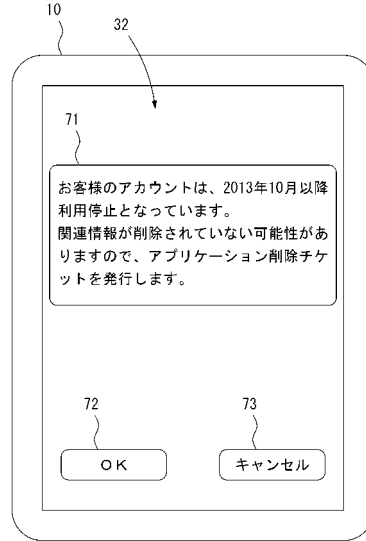 10
32
71
お客様のアカウントは、2013年10月以降
利用停止となっています。
関連情報が削除されていない可能性があ
りますので、アプリケーション削除チケ
ットを発行します。
72
73
OK
キャンセル